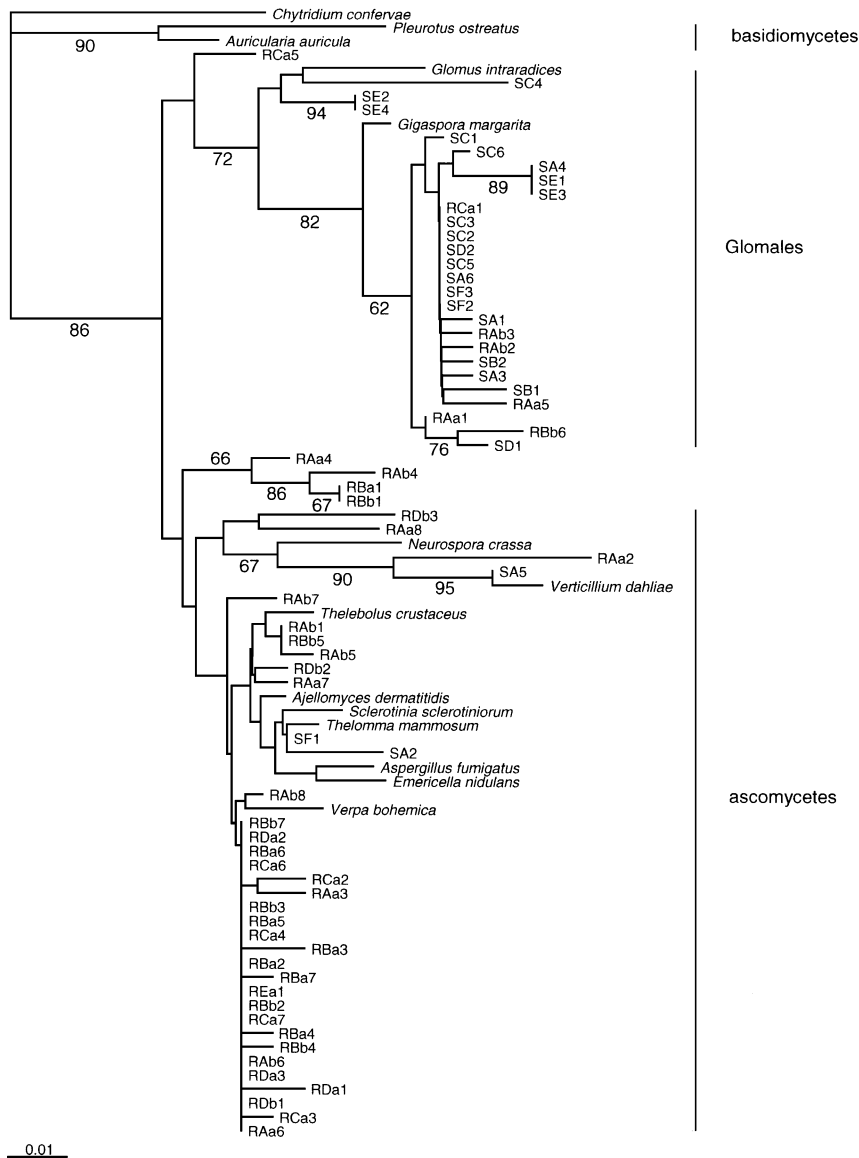 Chytridium confervae
Pleurotus ostreatus
90
Auricularia auricula
basidiomycetes
RCa5
Glomus intraradices
SC4
SE2
94
SE4
Gigaspora margarita
SC1
72
SC6
SA4
89
SE1
SE3
82
RCa1
SC3
SC2
SD2
Glomales
SC5
SA6
SF3
62
SF2
86
SA1
RAb3
RAb2
SB2
SA3
SB1
RAa5
RAa1
RBb6
76
SD1
66
RAa4
RAb4
86
RBa1
67
RBb1
RDb3
RAa8
Neurospora crassa
67
RAa2
90
SA5
95
Verticillium dahliae
RAb7
Thelebolus crustaceus
RAb1
RBb5
RAb5
RDb2
RAa7
Ajellomyces dermatitidis
Sclerotinia sclerotiniorum
Thelomma mammosum
SF1
SA2
Aspergillus fumigatus
Emericella nidulans
RAb8
ascomycetes
Verpa bohemica
RBb7
RDa2
RBa6
RCa6
RCa2
RAa3
RBb3
RBa5
RCa4
RBa3
RBa2
RBa7
REa1
RBb2
RCa7
RBa4
RBb4
RAb6
RDa3
RDa1
RDb1
RCa3
RAa6
0.01